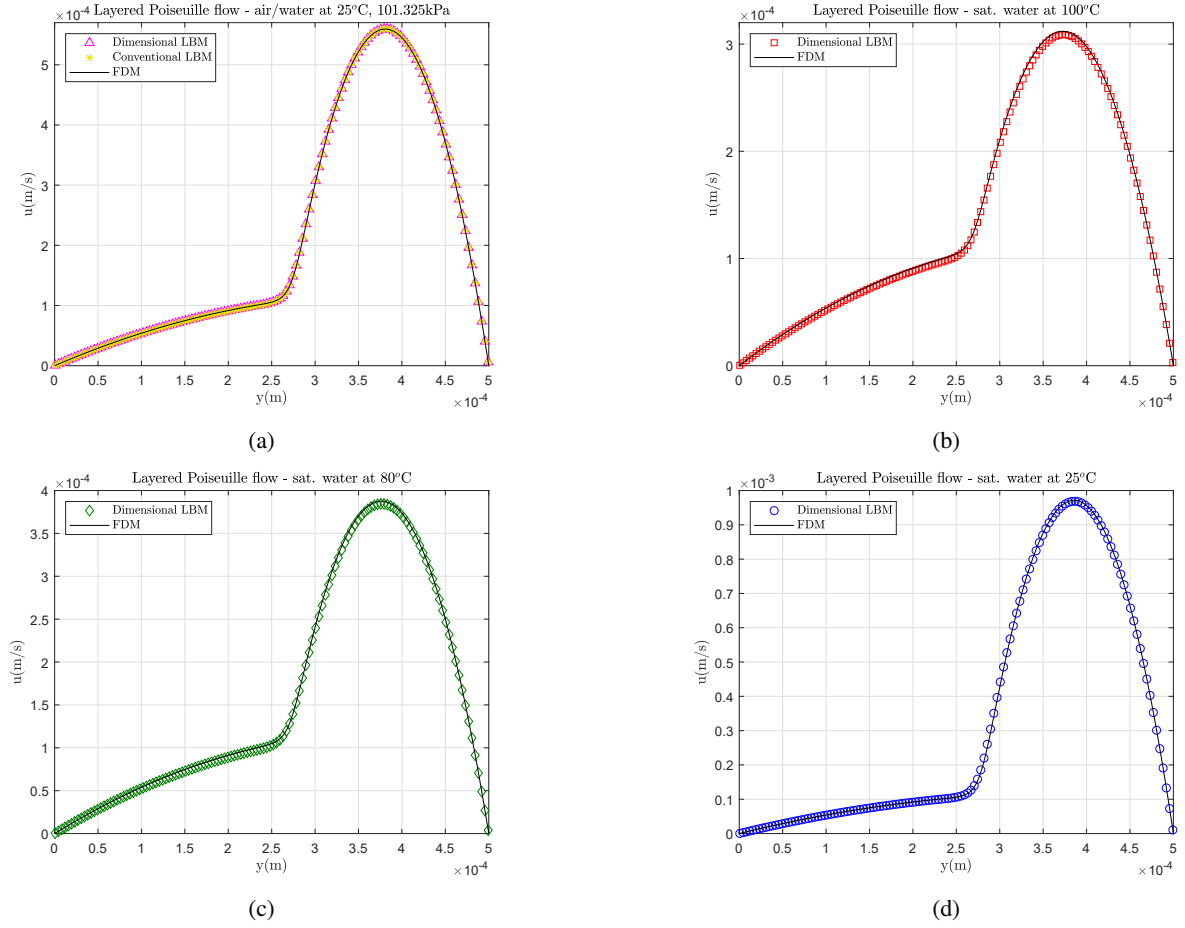 ×10⁻⁴ Layered Poiseuille flow - air/water at 25°C, 101.325kPa
Dimensional LBM
Conventional LBM
FDM
u(m/s)
5
4
3
2
1
0
0 0.5 1 1.5 2 2.5 3 3.5 4 4.5 5
y(m)
×10⁻⁴
(a)
×10⁻⁴ Layered Poiseuille flow - sat. water at 100°C
Dimensional LBM
FDM
u(m/s)
3
2
1
0
0 0.5 1 1.5 2 2.5 3 3.5 4 4.5 5
y(m)
×10⁻⁴
(b)
×10⁻⁴ Layered Poiseuille flow - sat. water at 80°C
Dimensional LBM
FDM
u(m/s)
4
3.5
3
2.5
2
1.5
1
0.5
0
0 0.5 1 1.5 2 2.5 3 3.5 4 4.5 5
y(m)
×10⁻⁴
(c)
×10⁻³ Layered Poiseuille flow - sat. water at 25°C
Dimensional LBM
FDM
u(m/s)
1
0.9
0.8
0.7
0.6
0.5
0.4
0.3
0.2
0.1
0
0 0.5 1 1.5 2 2.5 3 3.5 4 4.5 5
y(m)
×10⁻⁴
(d)